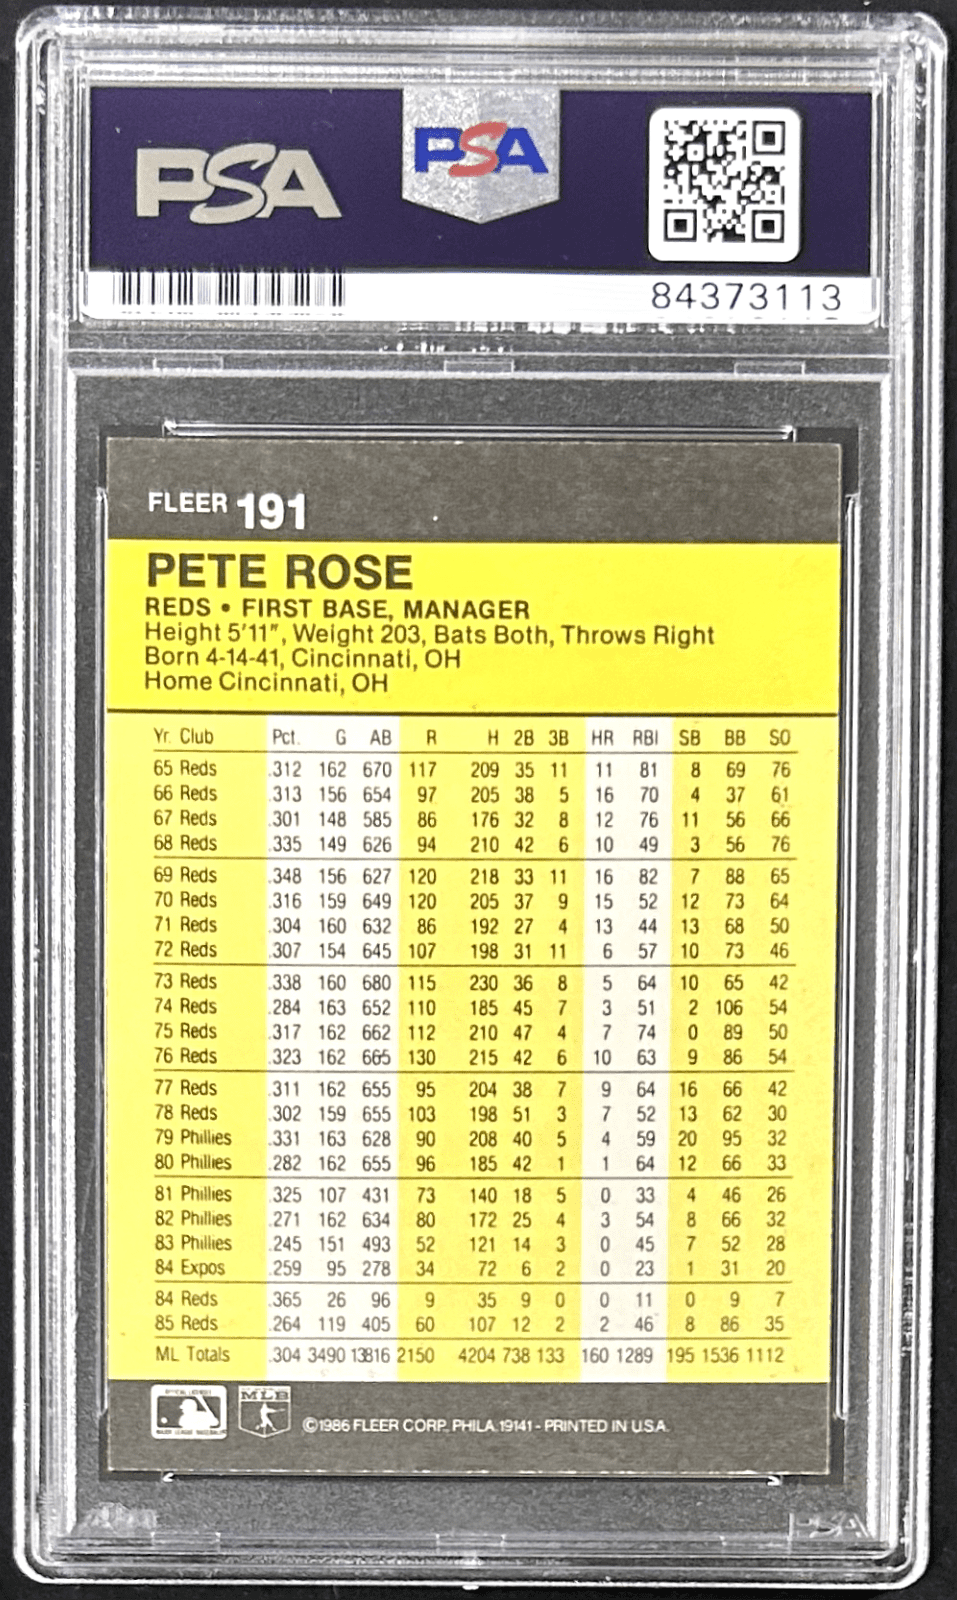 PSA
PSA
84373113
FLEER 191
PETE ROSE
REDS • FIRST BASE, MANAGER
Height 5'11", Weight 203, Bats Both, Throws Right
Born 4-14-41, Cincinnati, OH
Home Cincinnati, OH
Yr. Club Pct. G AB R H 2B 3B HR RBI SB BB SO
65 Reds .312 162 670 117 209 35 11 11 81 8 69 76
66 Reds .313 156 654 97 205 38 5 16 70 4 37 61
67 Reds .301 148 585 86 176 32 8 12 76 11 56 66
68 Reds .335 149 626 94 210 42 6 10 49 3 56 76
69 Reds .348 156 627 120 218 33 11 16 82 7 88 65
70 Reds .316 159 649 120 205 37 9 15 52 12 73 64
71 Reds .304 160 632 86 192 27 4 13 44 13 68 50
72 Reds .307 154 645 107 198 31 11 6 57 10 73 46
73 Reds .338 160 680 115 230 36 8 5 64 10 65 42
74 Reds .284 163 652 110 185 45 7 3 51 2 106 54
75 Reds .317 162 662 112 210 47 4 7 74 0 89 50
76 Reds .323 162 665 130 215 42 6 10 63 9 86 54
77 Reds .311 162 655 95 204 38 7 9 64 16 66 42
78 Reds .302 159 655 103 198 51 3 7 52 13 62 30
79 Phillies .331 163 628 90 208 40 5 4 59 20 95 32
80 Phillies .282 162 655 96 185 42 1 1 64 12 66 33
81 Phillies .325 107 431 73 140 18 5 0 33 4 46 26
82 Phillies .271 162 634 80 172 25 4 3 54 8 66 32
83 Phillies .245 151 493 52 121 14 3 0 45 7 52 28
84 Expos .259 95 278 34 72 6 2 0 23 1 31 20
84 Reds .365 26 96 9 35 9 0 0 11 0 9 7
85 Reds .264 119 405 60 107 12 2 2 46 8 86 35
ML Totals .304 3490 13816 2150 4204 738 133 160 1289 195 1536 1112
MLB
©1986 FLEER CORP., PHILA. 19141 - PRINTED IN U.S.A.
PSA